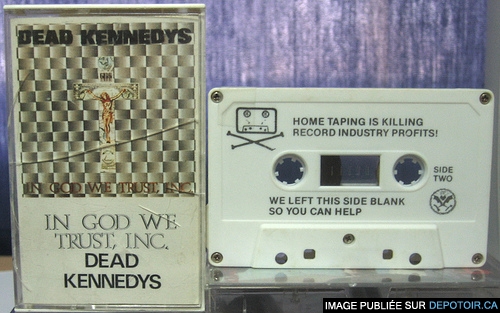 DEAD KENNEDYS
IN GOD WE TRUST, INC.
IN GOD WE
TRUST, INC.
DEAD
KENNEDYS
HOME TAPING IS KILLING
RECORD INDUSTRY PROFITS!
SIDE
TWO
WE LEFT THIS SIDE BLANK
SO YOU CAN HELP
IMAGE PUBLIÉE SUR DEPOTOIR.CA